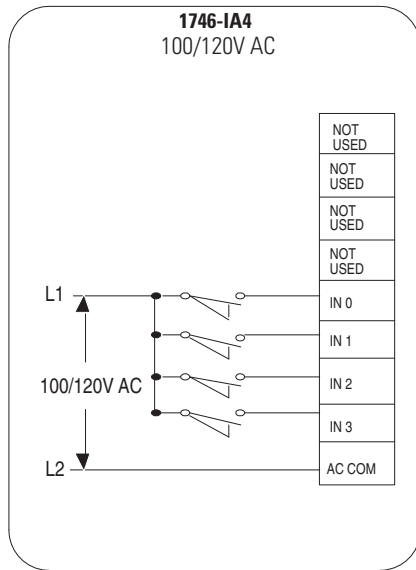 1746-IA4
100/120V AC
NOT
USED
NOT
USED
NOT
USED
NOT
USED
L1
IN 0
IN 1
100/120V AC
IN 2
IN 3
L2
AC COM